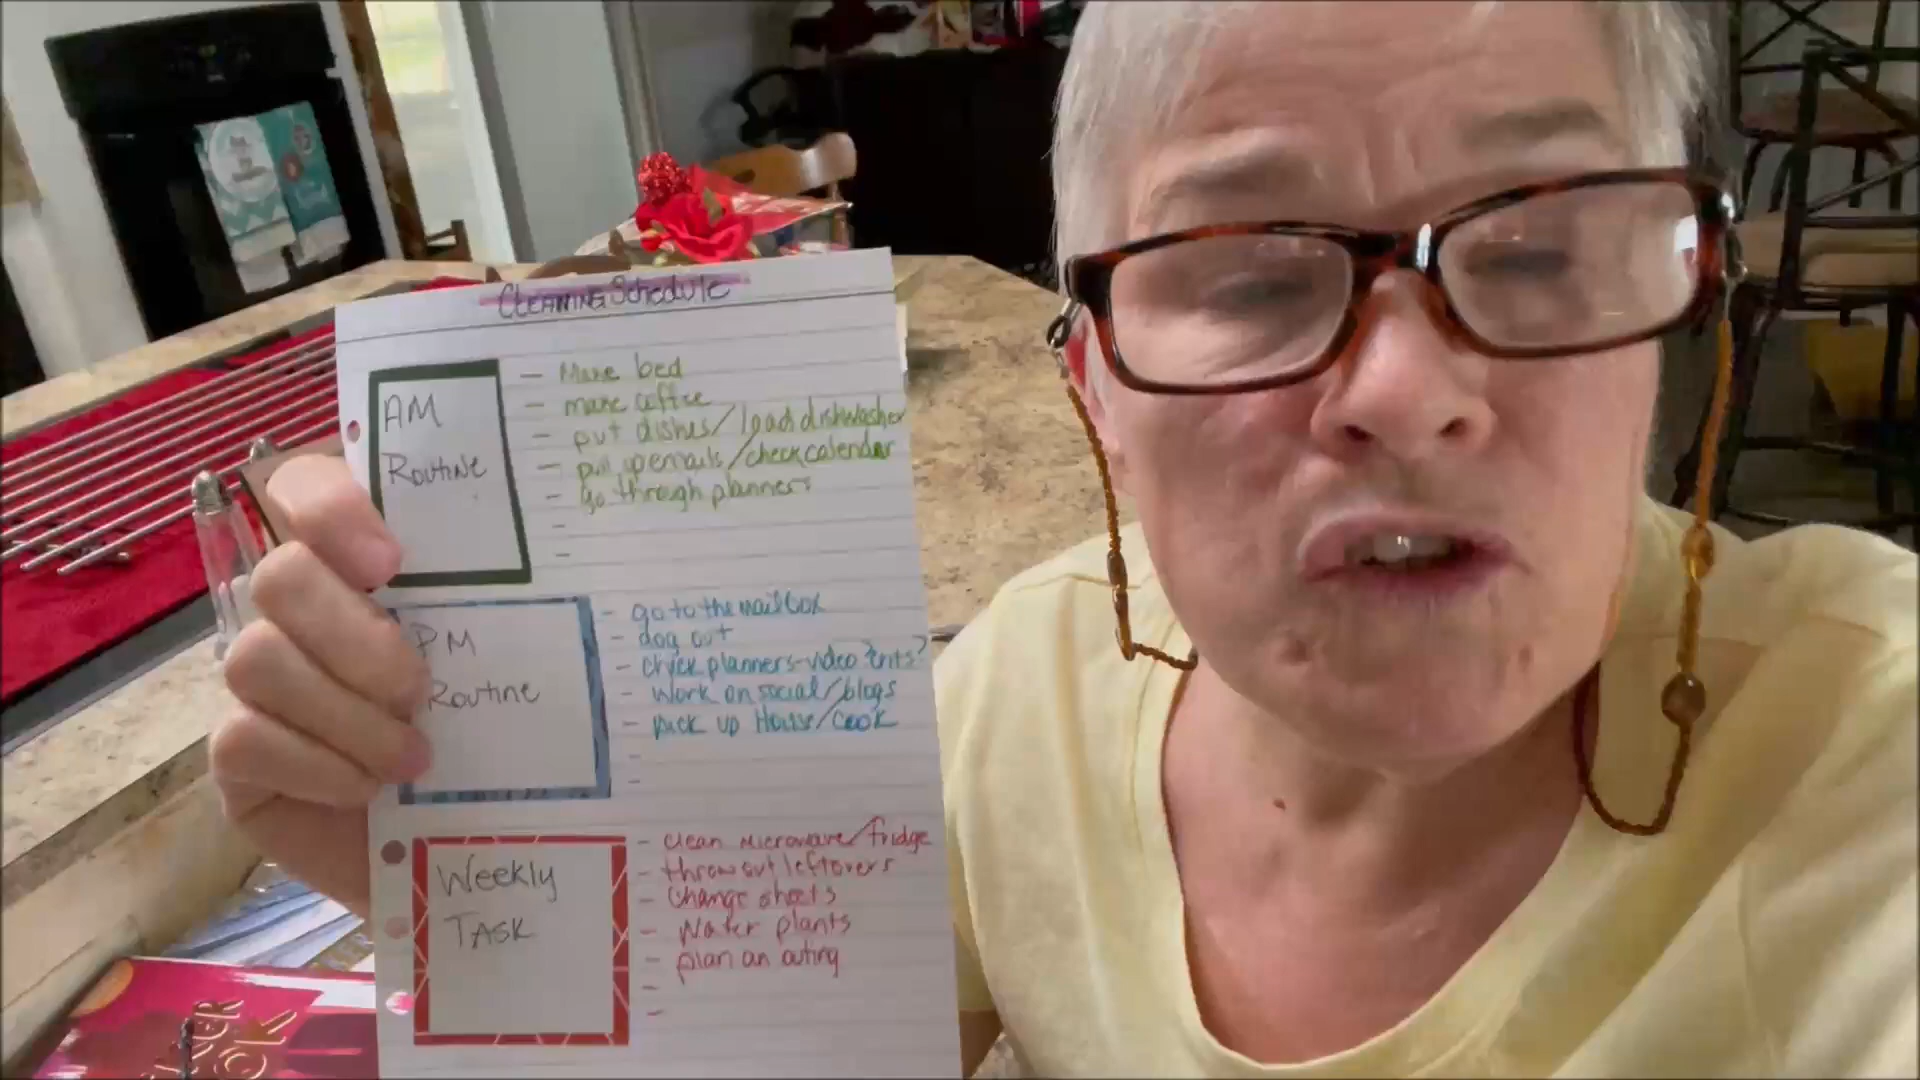 CLEANING Schedule
AM
ROUTINE
- Make bed
- make coffee
- put dishes/load dishwasher
- pull up emails/check calendar
- go through planners
-
-
PM
Routine
- go to the mailbox
- dog out
- check planners-video?
- Work on social/blogs
- pick up House/cook
-
-
Weekly
TASK
- clean microwave/fridge
- throw out leftovers
- Change sheets
- Water plants
- plan an outing
-
-